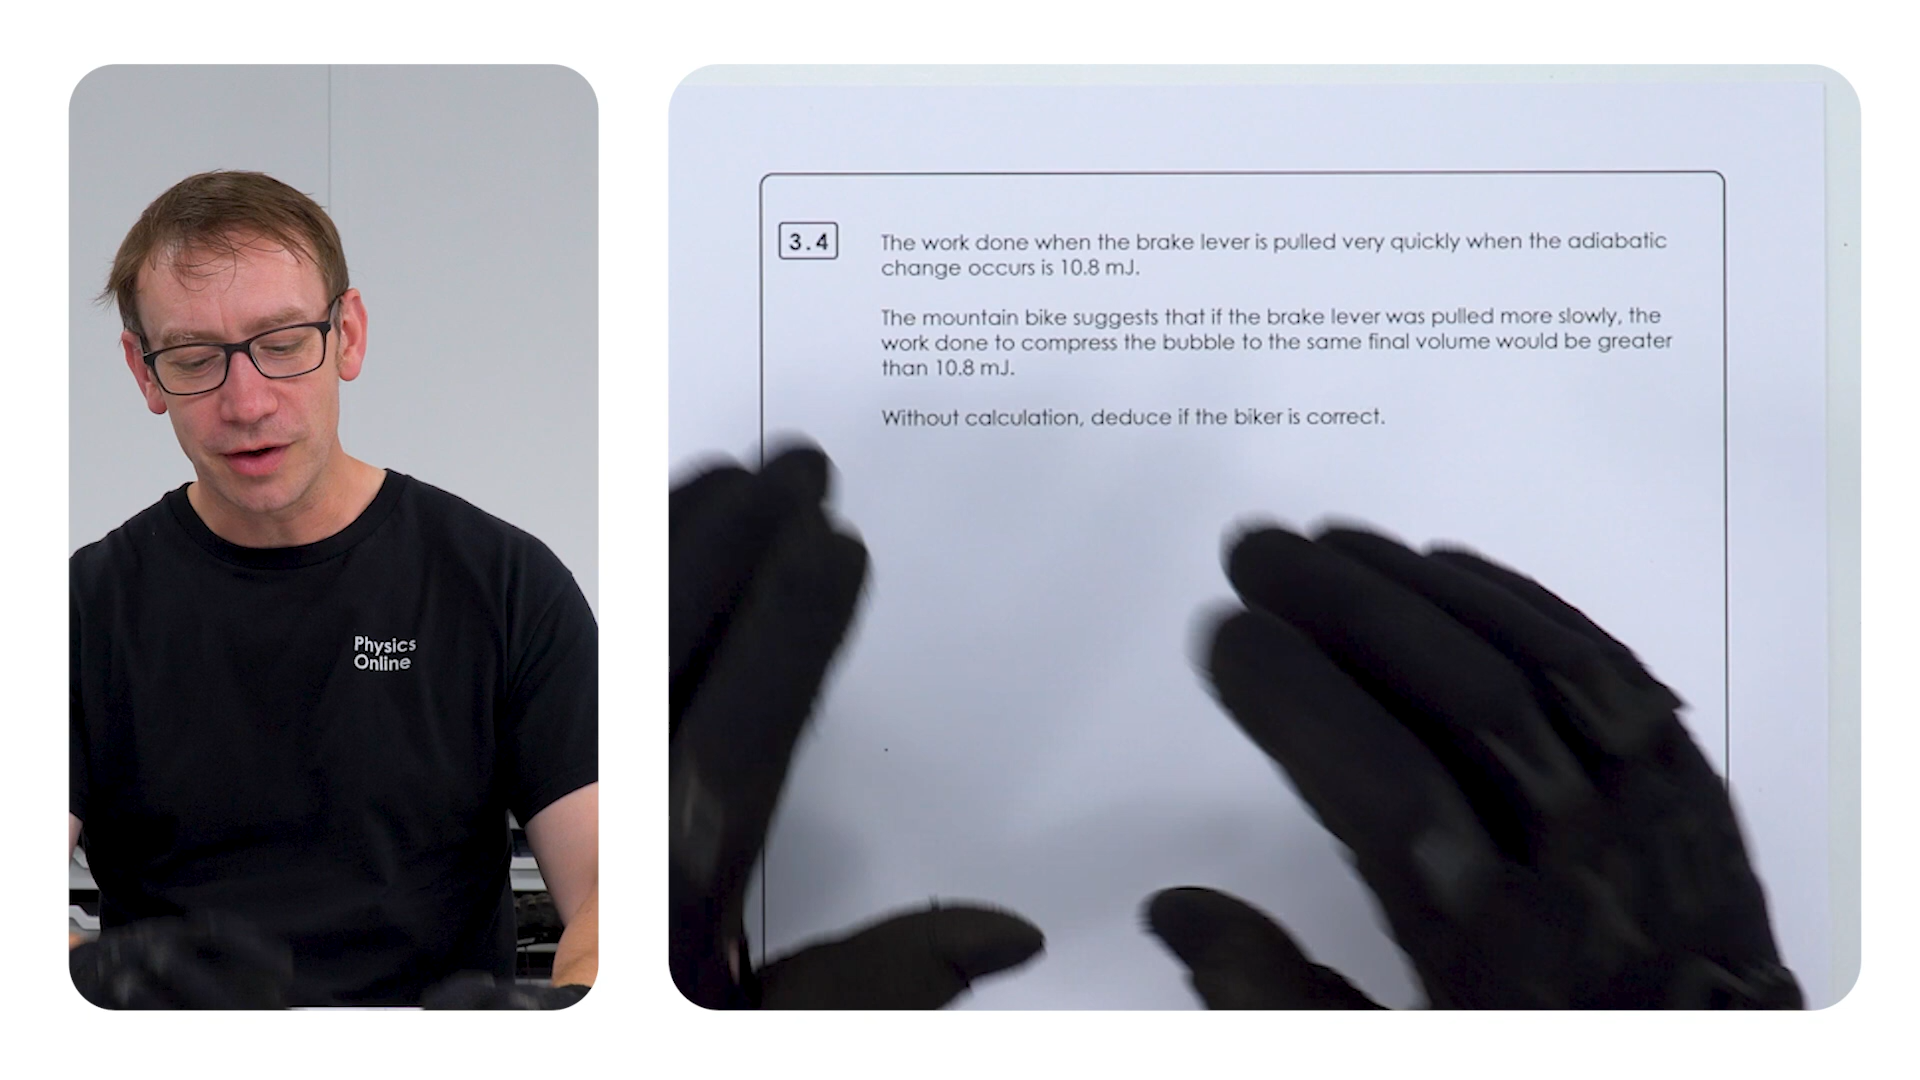 Physics
Online
3.4
The work done when the brake lever is pulled very quickly when the adiabatic
change occurs is 10.8 mJ.
The mountain bike suggests that if the brake lever was pulled more slowly, the
work done to compress the bubble to the same final volume would be greater
than 10.8 mJ.
Without calculation, deduce if the biker is correct.